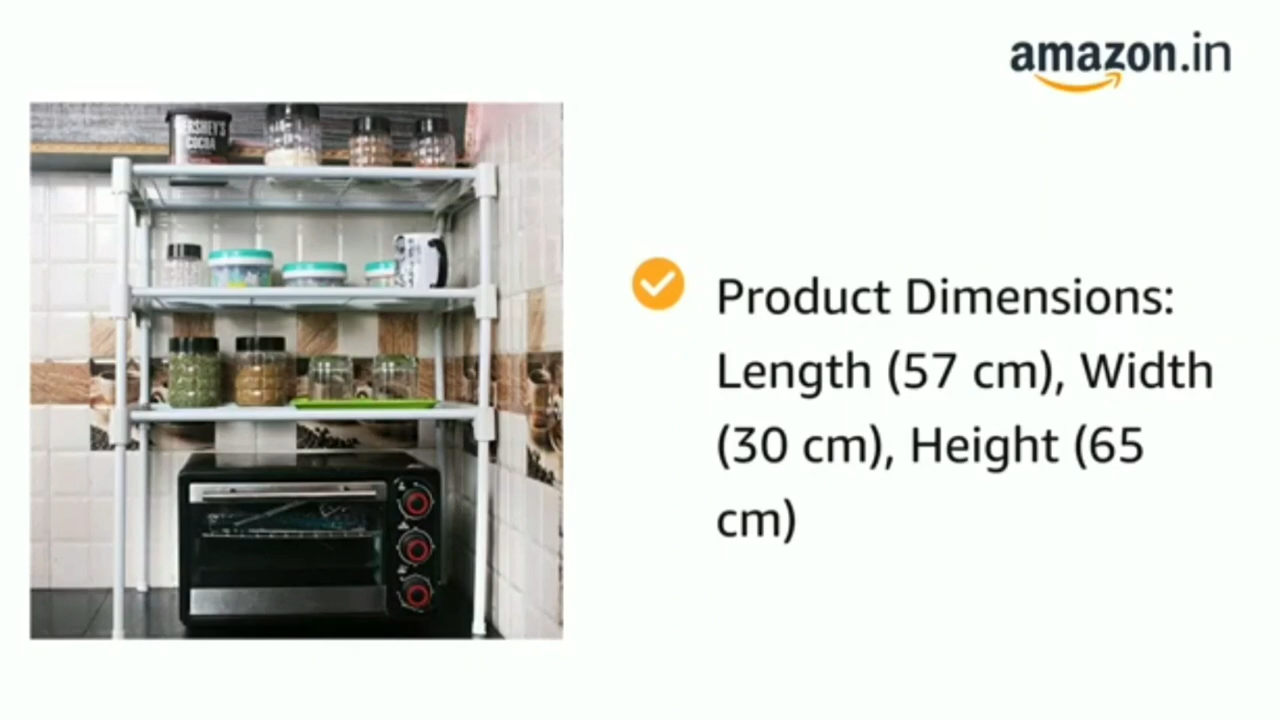 amazon.in
HERSHEY'S
COCOA
Product Dimensions:
Length (57 cm), Width
(30 cm), Height (65
cm)